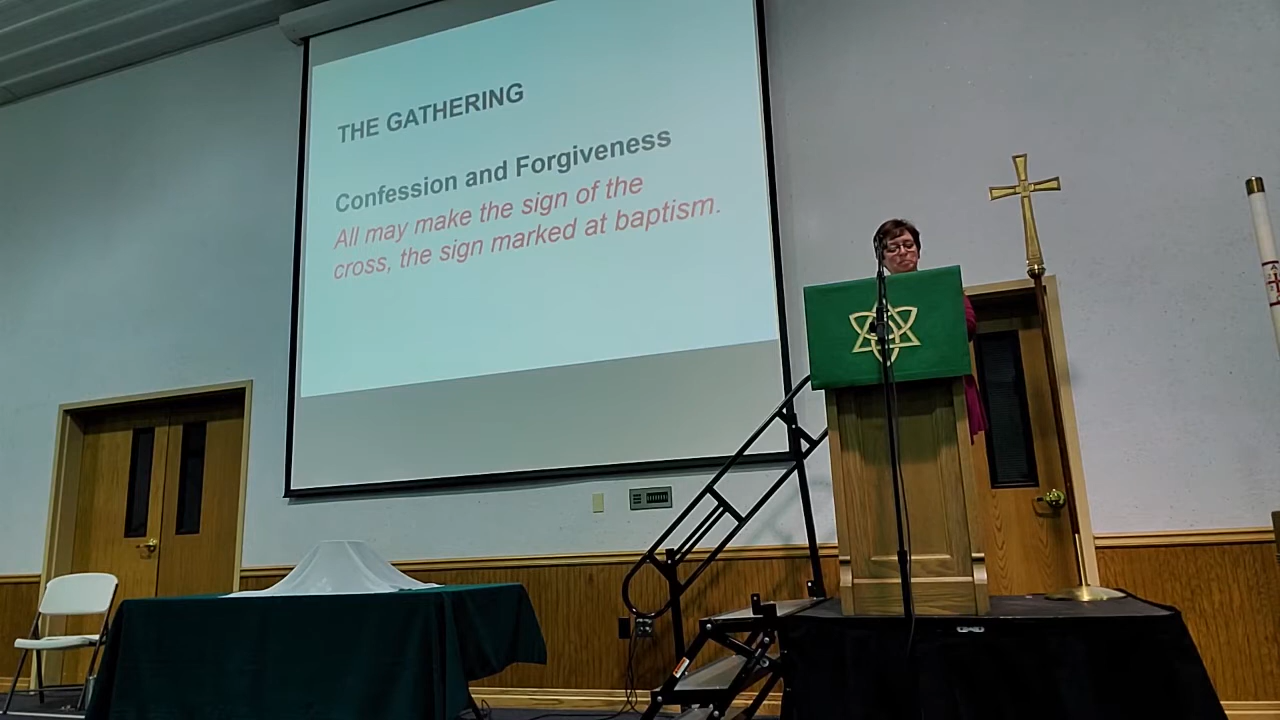 THE GATHERING
Confession and Forgiveness
All may make the sign of the
cross, the sign marked at baptism.